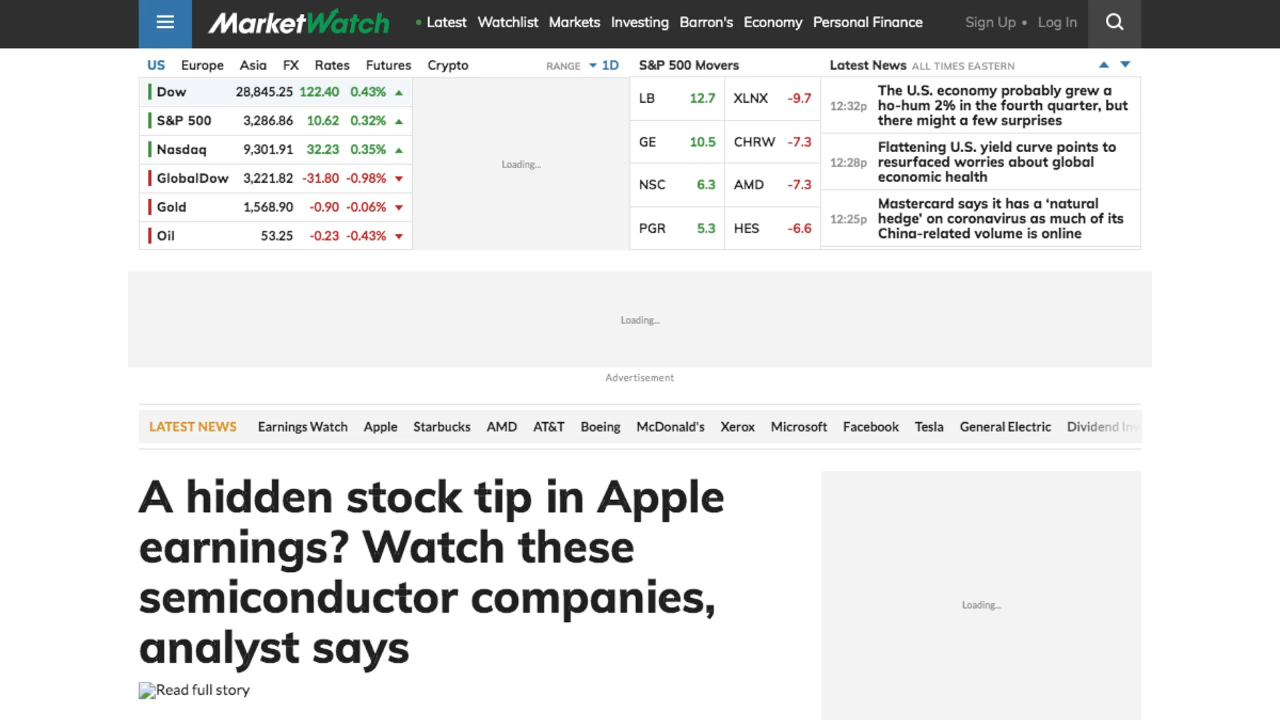 MarketWatch
Latest Watchlist Markets Investing Barron's Economy Personal Finance Sign Up Log In
US Europe Asia FX Rates Futures Crypto RANGE 1D
Dow 28,845.25 122.40 0.43%
S&P 500 3,286.86 10.62 0.32%
Nasdaq 9,301.91 32.23 0.35%
GlobalDow 3,221.82 -31.80 -0.98%
Gold 1,568.90 -0.90 -0.06%
Oil 53.25 -0.23 -0.43%
Loading...
S&P 500 Movers
LB 12.7 XLNX -9.7
GE 10.5 CHRW -7.3
NSC 6.3 AMD -7.3
PGR 5.3 HES -6.6
Latest News ALL TIMES EASTERN
12:32p The U.S. economy probably grew a
ho-hum 2% in the fourth quarter, but
there might a few surprises
12:28p Flattening U.S. yield curve points to
resurfaced worries about global
economic health
12:25p Mastercard says it has a ‘natural
hedge’ on coronavirus as much of its
China-related volume is online
Loading...
Advertisement
LATEST NEWS Earnings Watch Apple Starbucks AMD AT&T Boeing McDonald's Xerox Microsoft Facebook Tesla General Electric Dividend Inv
A hidden stock tip in Apple
earnings? Watch these
semiconductor companies,
analyst says
Read full story
Loading...